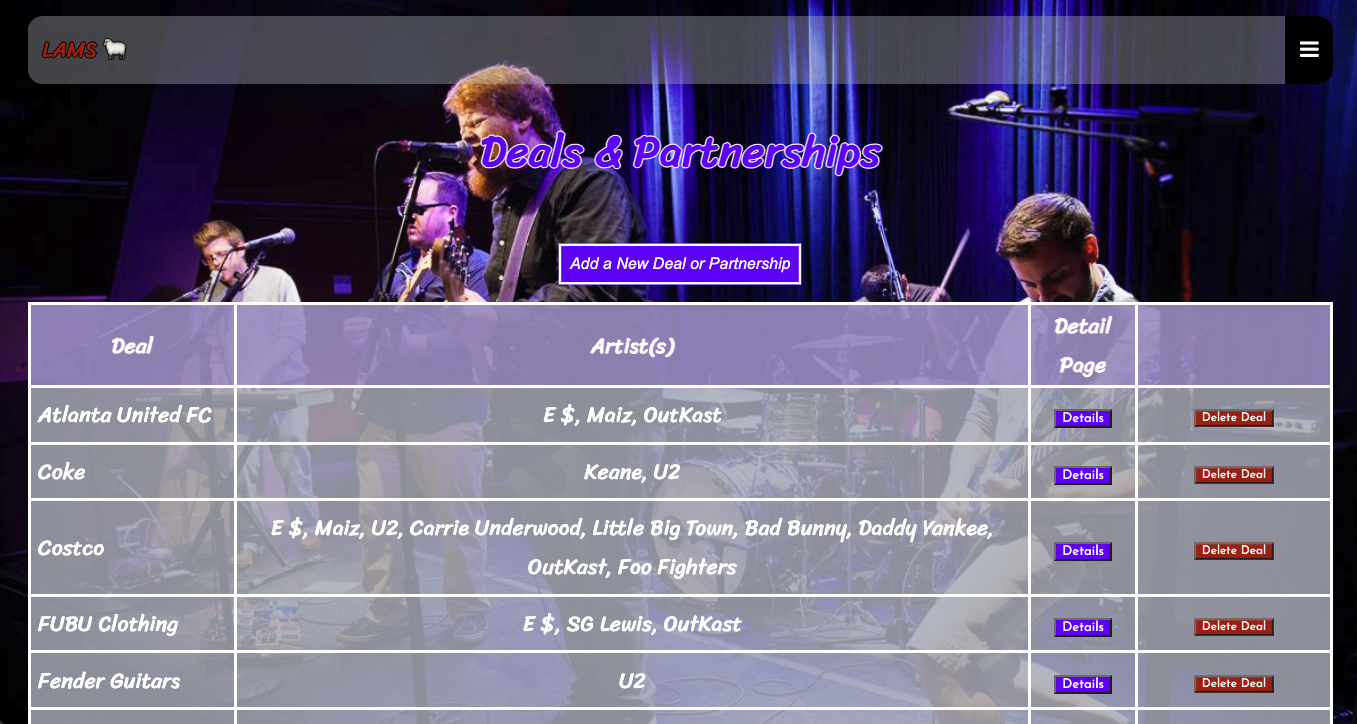 LAMS
Deals & Partnerships
Add a New Deal or Partnership
Deal Artist(s) Detail
Page
Atlanta United FC E $, Maiz, OutKast Details Delete Deal
Coke Keane, U2 Details Delete Deal
Costco E $, Maiz, U2, Carrie Underwood, Little Big Town, Bad Bunny, Daddy Yankee,
OutKast, Foo Fighters Details Delete Deal
FUBU Clothing E $, SG Lewis, OutKast Details Delete Deal
Fender Guitars U2 Details Delete Deal